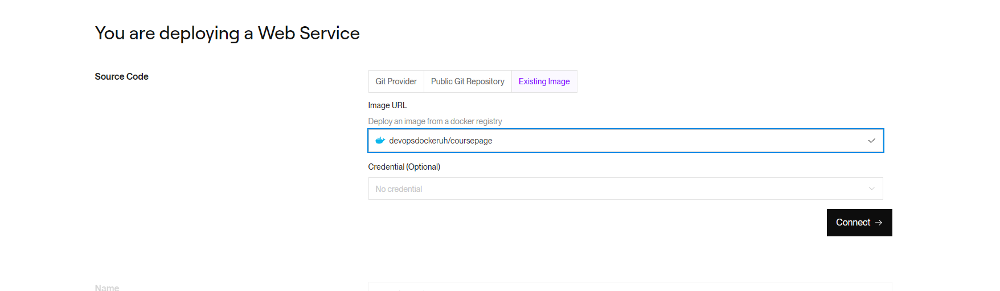 You are deploying a Web Service
Source Code
Git Provider
Public Git Repository
Existing Image
Image URL
Deploy an image from a docker registry
devopsdockeruh/coursepage
Credential (Optional)
No credential
Connect →
Name